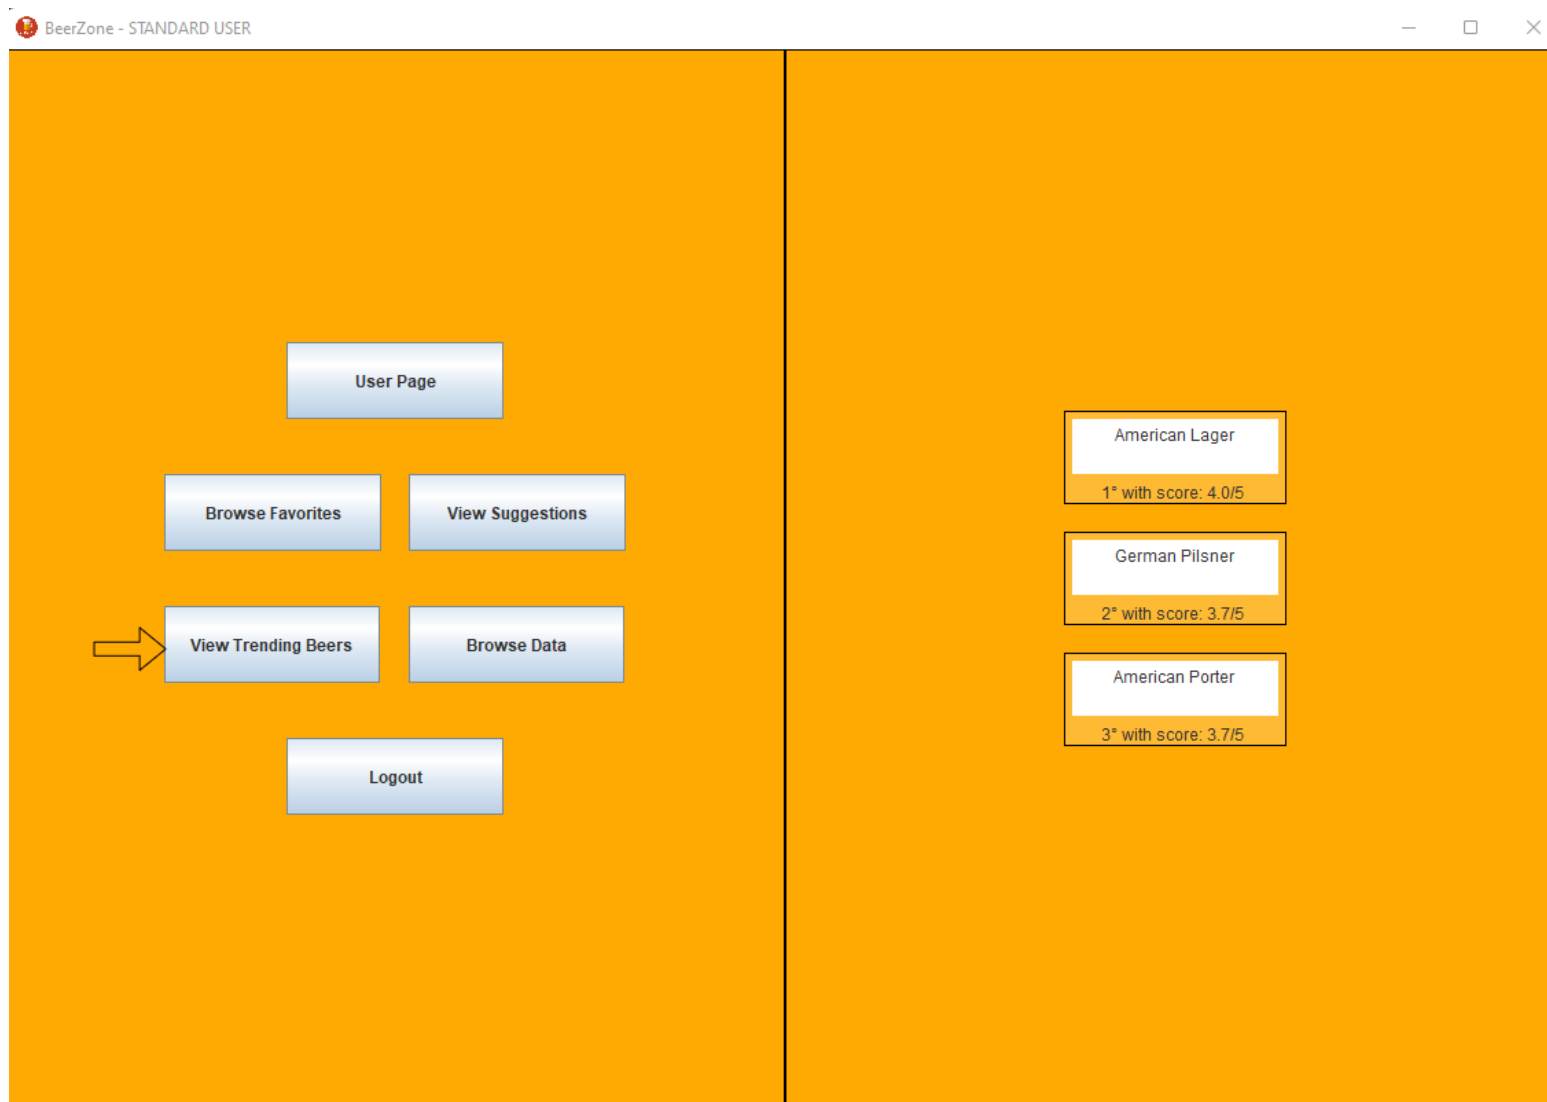 BeerZone - STANDARD USER
User Page
Browse Favorites
View Suggestions
View Trending Beers
Browse Data
Logout
American Lager
1° with score: 4.0/5
German Pilsner
2° with score: 3.7/5
American Porter
3° with score: 3.7/5